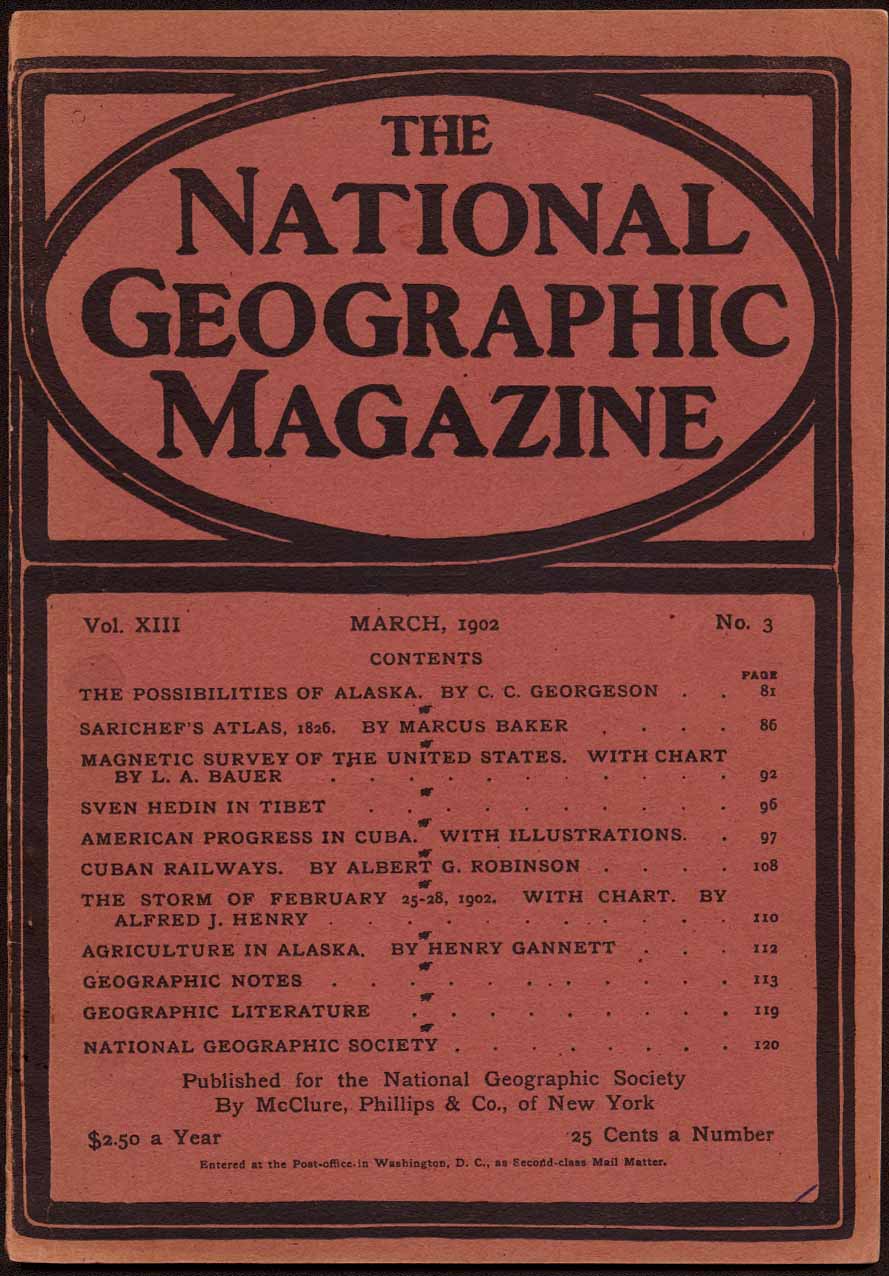 THE
NATIONAL
GEOGRAPHIC
MAGAZINE
Vol. XIII MARCH, 1902 No. 3
CONTENTS
PAGE
THE POSSIBILITIES OF ALASKA. BY C. C. GEORGESON . . 81
SARICHEF'S ATLAS, 1826. BY MARCUS BAKER . . . . 86
MAGNETIC SURVEY OF THE UNITED STATES. WITH CHART
BY L. A. BAUER . . . . . . . . . . . 92
SVEN HEDIN IN TIBET . . . . . . . . . . 96
AMERICAN PROGRESS IN CUBA. WITH ILLUSTRATIONS. . 97
CUBAN RAILWAYS. BY ALBERT G. ROBINSON . . . . 108
THE STORM OF FEBRUARY 25-28, 1902. WITH CHART. BY
ALFRED J. HENRY . . . . . . . . . . . 110
AGRICULTURE IN ALASKA. BY HENRY GANNETT . . . 112
GEOGRAPHIC NOTES . . . . . . . . . . . 113
GEOGRAPHIC LITERATURE . . . . . . . . . 119
NATIONAL GEOGRAPHIC SOCIETY . . . . . . . . 120
Published for the National Geographic Society
By McClure, Phillips & Co., of New York
$2.50 a Year 25 Cents a Number
Entered at the Post-office in Washington, D. C., as Second-class Mail Matter.